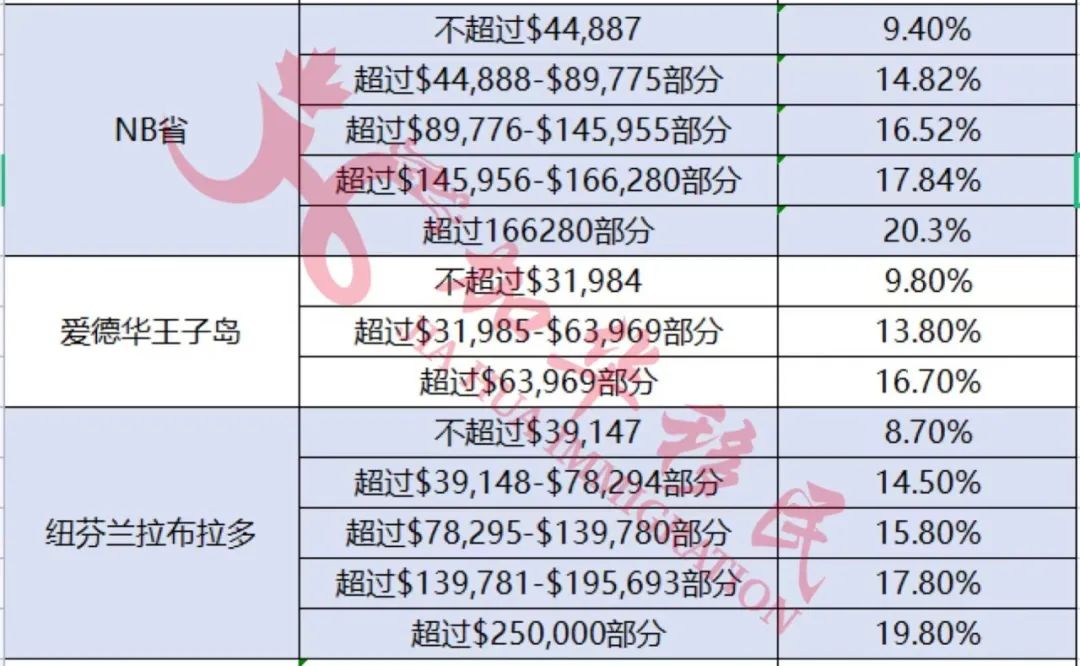 不超过$44,887 9.40%
超过$44,888-$89,775部分 14.82%
NB省 超过$89,776-$145,955部分 16.52%
超过$145,956-$166,280部分 17.84%
超过166280部分 20.3%
不超过$31,984 9.80%
爱德华王子岛 超过$31,985-$63,969部分 13.80%
超过$63,969部分 16.70%
不超过$39,147 8.70%
超过$39,148-$78,294部分 14.50%
纽芬兰拉布拉多 超过$78,295-$139,780部分 15.80%
超过$139,781-$195,693部分 17.80%
超过$250,000部分 19.80%
加华移民
JIA HUA IMMIGRATION